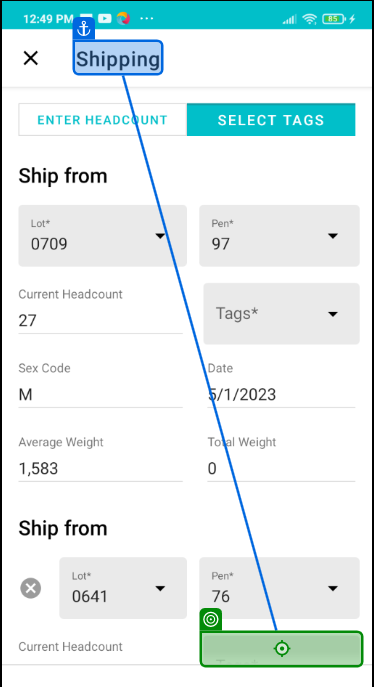 12:49 PM ... 85
Shipping
ENTER HEADCOUNT SELECT TAGS
Ship from
Lot* Pen*
0709 97
Current Headcount
27 Tags*
Sex Code Date
M 5/1/2023
Average Weight Total Weight
1,583 0
Ship from
Lot* Pen*
0641 76
Current Headcount